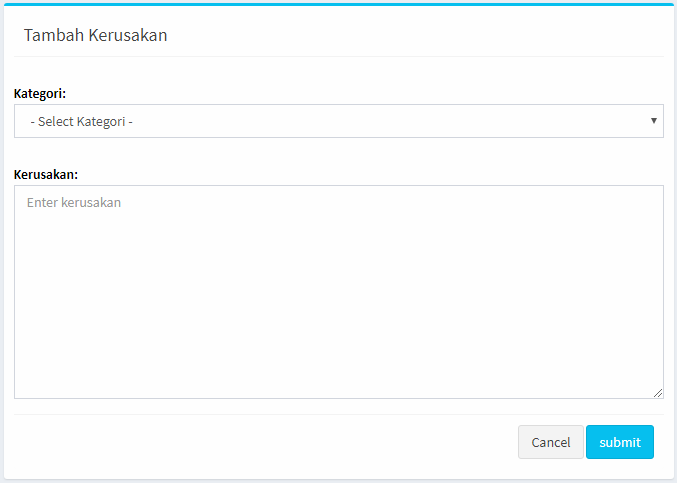 Tambah Kerusakan
Kategori:
- Select Kategori -
Kerusakan:
Enter kerusakan
Cancel submit